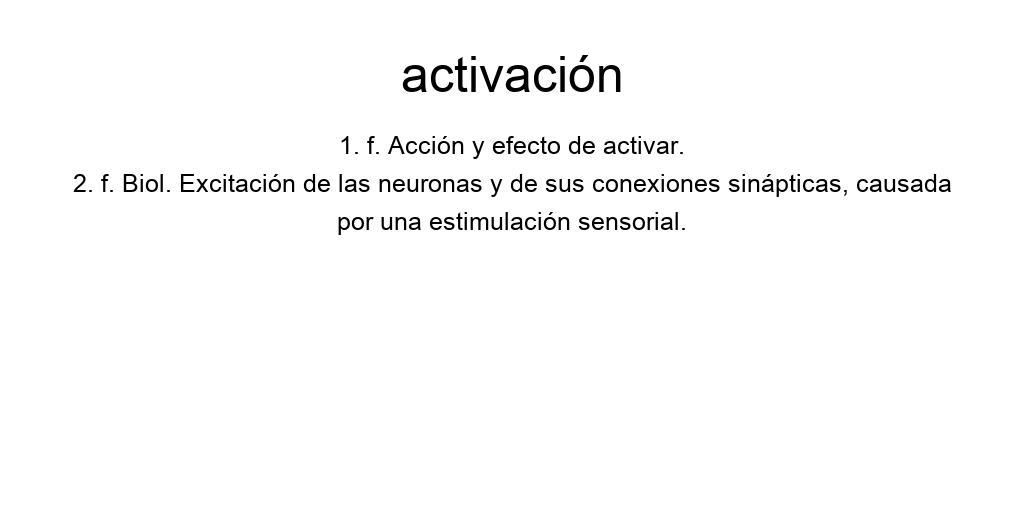 activación
1. f. Acción y efecto de activar.
2. f. Biol. Excitación de las neuronas y de sus conexiones sinápticas, causada
por una estimulación sensorial.